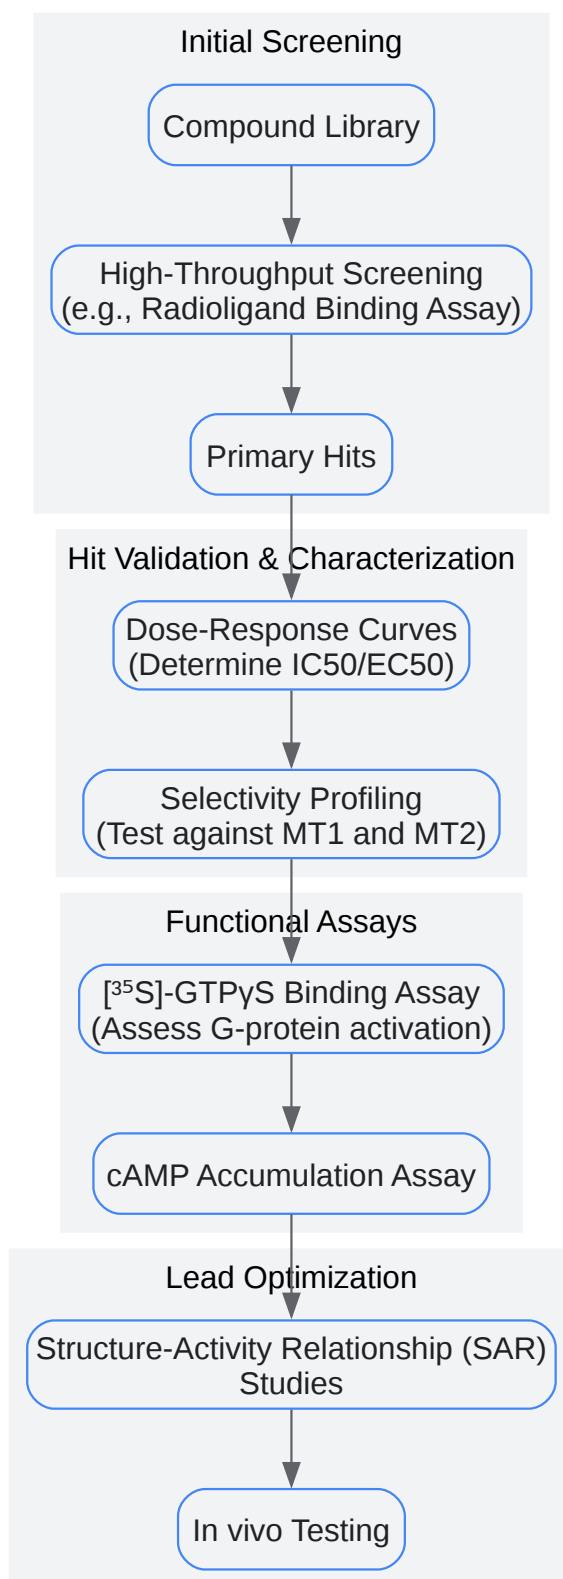 Initial Screening
Compound Library
High-Throughput Screening
(e.g., Radioligand Binding Assay)
Primary Hits
Hit Validation & Characterization
Dose-Response Curves
(Determine IC50/EC50)
Selectivity Profiling
(Test against MT1 and MT2)
Functional Assays
[³⁵S]-GTPγS Binding Assay
(Assess G-protein activation)
cAMP Accumulation Assay
Lead Optimization
Structure-Activity Relationship (SAR)
Studies
In vivo Testing